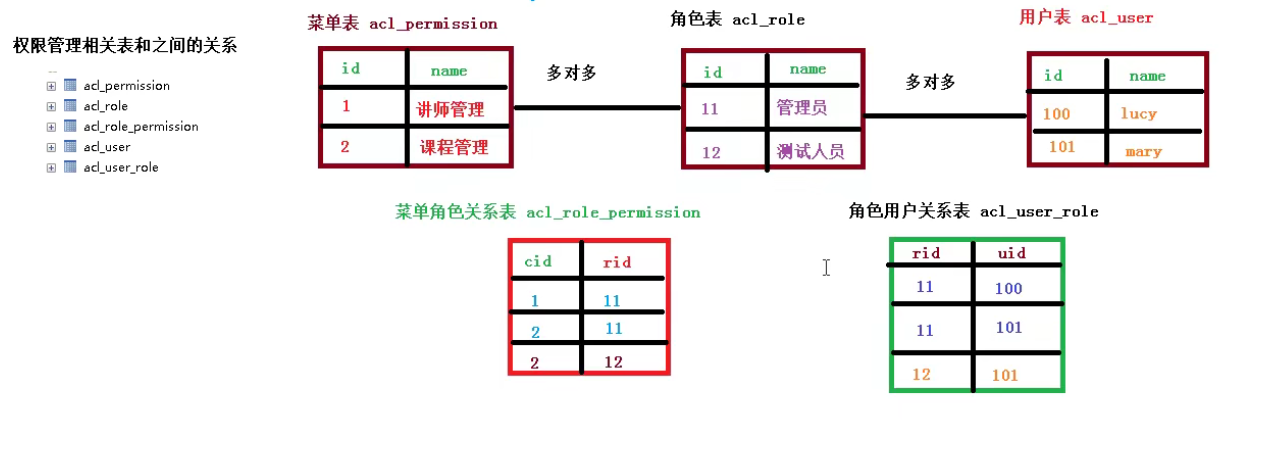 权限管理相关表和之间的关系
acl_permission
acl_role
acl_role_permission
acl_user
acl_user_role
菜单表 acl_permission
id name
1 讲师管理
2 课程管理
多对多
角色表 acl_role
id name
11 管理员
12 测试人员
多对多
用户表 acl_user
id name
100 lucy
101 mary
菜单角色关系表 acl_role_permission
cid rid
1 11
2 11
2 12
角色用户关系表 acl_user_role
rid uid
11 100
11 101
12 101